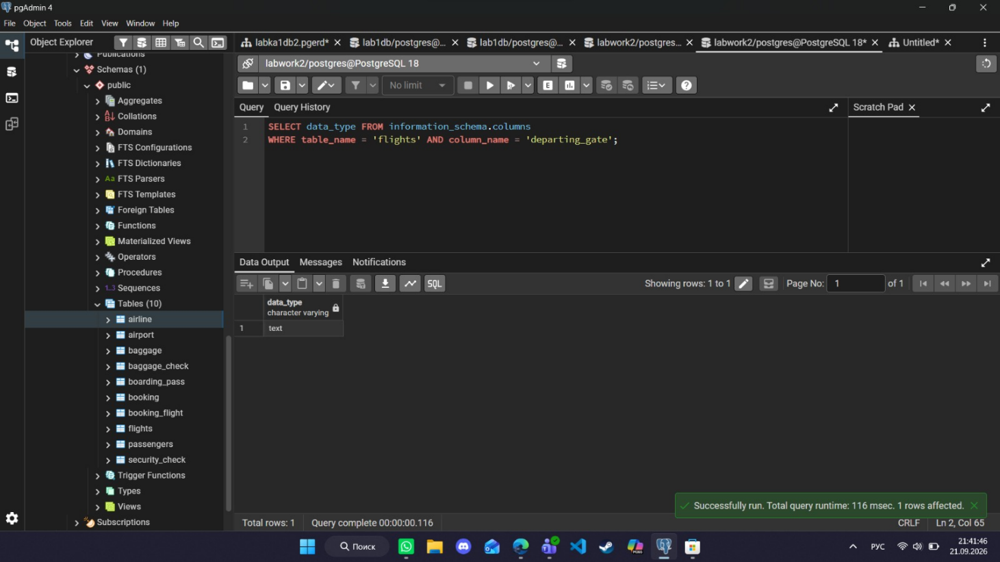 pgAdmin 4
File Object Tools Edit View Window Help
Object Explorer
labka1db2.pgerd*
lab1db/postgres@...
lab1db/postgres@...
labwork2/postgres...
labwork2/postgres@PostgreSQL 18*
Untitled*
labwork2/postgres@PostgreSQL 18
No limit
E
Query Query History
Scratch Pad
1 SELECT data_type FROM information_schema.columns
2 WHERE table_name = 'flights' AND column_name = 'departing_gate';
Publications
Schemas (1)
public
Aggregates
Collations
Domains
FTS Configurations
FTS Dictionaries
Aa FTS Parsers
FTS Templates
Foreign Tables
Functions
Materialized Views
Operators
Procedures
1..3 Sequences
Tables (10)
airline
airport
baggage
baggage_check
boarding_pass
booking
booking_flight
flights
passengers
security_check
Trigger Functions
Types
Views
Subscriptions
Data Output Messages Notifications
SQL
Showing rows: 1 to 1
Page No: 1 of 1
data_type
character varying
1 text
Successfully run. Total query runtime: 116 msec. 1 rows affected.
Total rows: 1 Query complete 00:00:00.116
CRLF Ln 2, Col 65
Поиск
M365
РУС
21:41:46
21.09.2026